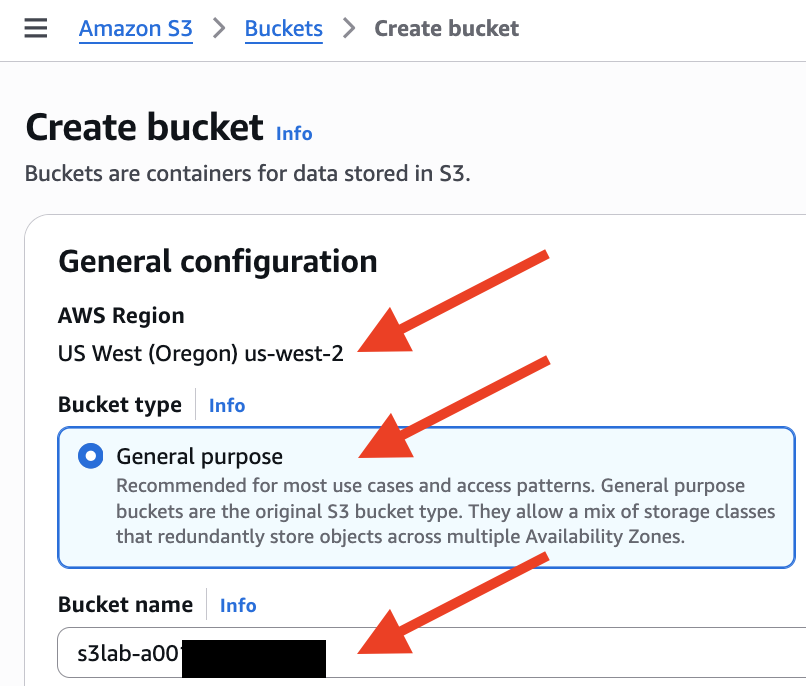 Amazon S3 > Buckets > Create bucket
Create bucket Info
Buckets are containers for data stored in S3.
General configuration
AWS Region
US West (Oregon) us-west-2
Bucket type Info
General purpose
Recommended for most use cases and access patterns. General purpose
buckets are the original S3 bucket type. They allow a mix of storage classes
that redundantly store objects across multiple Availability Zones.
Bucket name Info
s3lab-a00